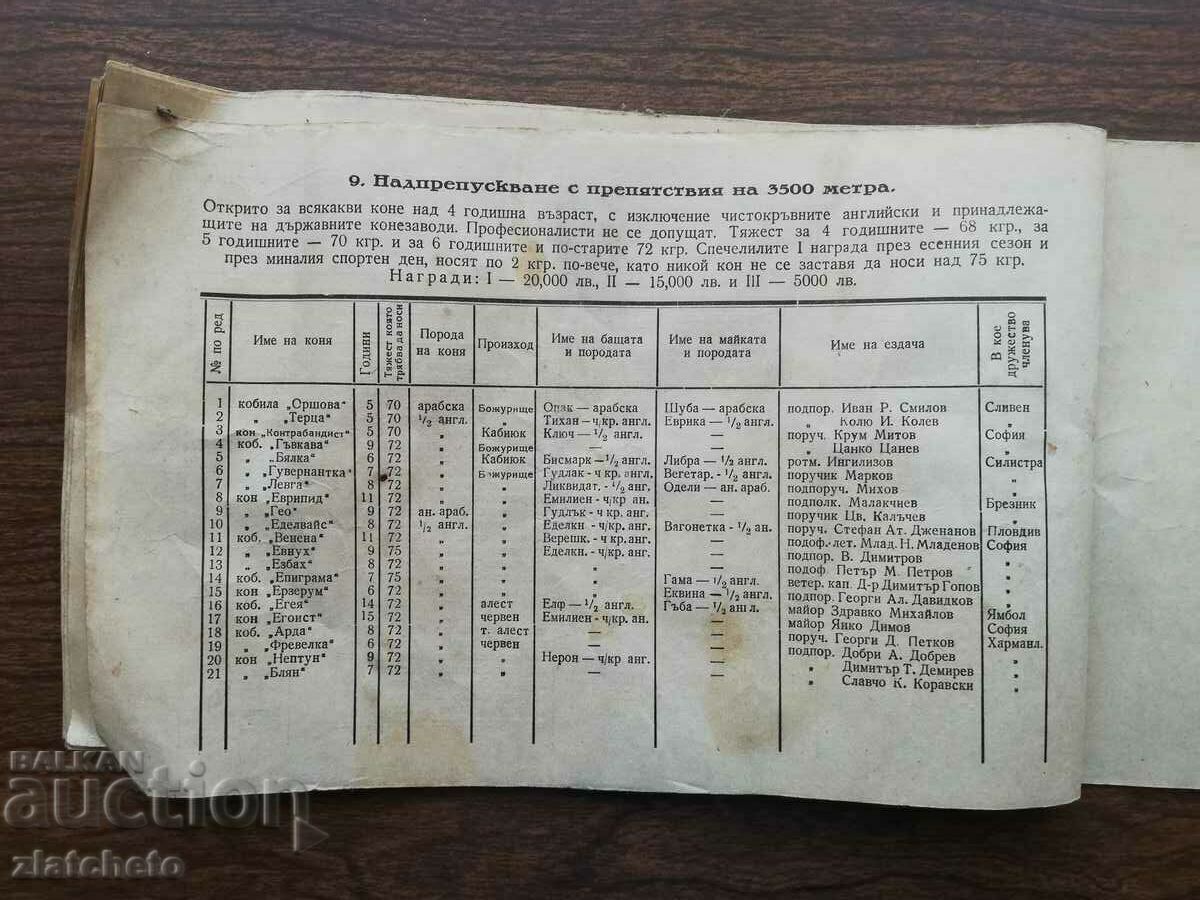 9. Надпрепускване с препятствия на 3500 метра.
Открито за всякакви коне над 4 годишна възраст, с изключение чистокръвните английски и принадлежа-
щите на държавните конезаводи. Професионалисти не се допущат. Тяжест за 4 годишните — 68 кгр., за
5 годишните — 70 кгр. и за 6 годишните и по-старите 72 кгр. Спечелилите I награда през есенния сезон и
през миналия спортен ден, носят по 2 кгр. по-вече, като никой кон не се заставя да носи над 75 кгр.
Награди: I — 20,000 лв., II — 15,000 лв. и III — 5000 лв.
№ по ред | Име на коня | Години | Тяжест която трябва да носи | Порода на коня | Произход | Име на бащата и породата | Име на майката и породата | Име на ездача | В кое дружество членува
1 кобила „Оршова“ 5 70 арабска Божурище Опак — арабска Шуба — арабска подпор. Иван Р. Смилов Сливен
2 „ „Терца“ 5 70 1/2 англ. „ Тихан — ч/кр. англ. Еврика — 1/2 англ. „ Колю И. Колев „
3 кон „Контрабандист“ 5 70 „ Кабиюк Ключ — 1/2 англ. — поруч. Крум Митов София
4 коб. „Гъвкава“ 9 72 „ Божурище — — „ Цанко Цанев „
5 „ „Бялка“ 6 72 „ Кабиюк Бисмарк — 1/2 англ. Либра — 1/2 англ. ротм. Ингилизов Силистра
6 „ „Гувернантка“ 7 72 „ Божурище Гудлак - ч кр. англ. Вегетар. - 1/2 англ. поручик Марков „
7 „ „Левга“ 8 72 „ „ Ликвидат. - 1/2 анг. Одели — ан. араб. подпоруч. Михов „
8 кон „Еврипид“ 11 72 „ „ Емилиен - ч/кр. ан. — подполк. Малакчиев Брезник
9 „ „Гео“ 9 72 ан. араб. „ Гудлък - ч/кр. анг. — поручик Цв. Калъчев „
10 „ „Еделвайс“ 8 72 1/2 англ. „ Еделкн - ч/кр. анг. Вагонетка - 1/2 ан. поруч. Стефан Ат. Дженанов Пловдив
11 коб. „Венена“ 11 72 „ „ Верешк. - ч кр. анг. — подоф.-лет. Млад. Н. Младенов София
12 „ „Евнух“ 9 75 „ „ Еделкн. - ч/кр. анг. — подпор. В. Димитров „
13 „ „Езбах“ 8 72 „ „ „ — подоф. Петър М. Петров „
14 коб. „Епиграма“ 7 75 „ „ „ Гама — 1/2 англ. ветер. кап. Д-р Димитър Гопов „
15 кон „Ерзерум“ 6 72 „ „ „ Еквина — 1/2 англ. подпор. Георги Ал. Давидков „
16 коб. „Егея“ 14 72 „ алест Елф — 1/2 англ. Гъба — 1/2 англ. майор Здравко Михайлов Ямбол
17 кон „Егоист“ 15 72 „ червен Емилиен - ч/кр. ан. — майор Янко Димов София
18 коб. „Арда“ 8 72 „ т. алест — — поруч. Георги Д. Петков Харманл.
19 „ „Фревелка“ 6 72 „ червен — — подпор. Добри А. Добрев „
20 кон „Нептун“ 9 72 „ „ Нерон — ч/кр анг. — „ Димитър Т. Демирев „
21 „ „Блян“ 7 72 „ „ — — „ Славчо К. Коравски „
BALKAN
auction
zlatcheto